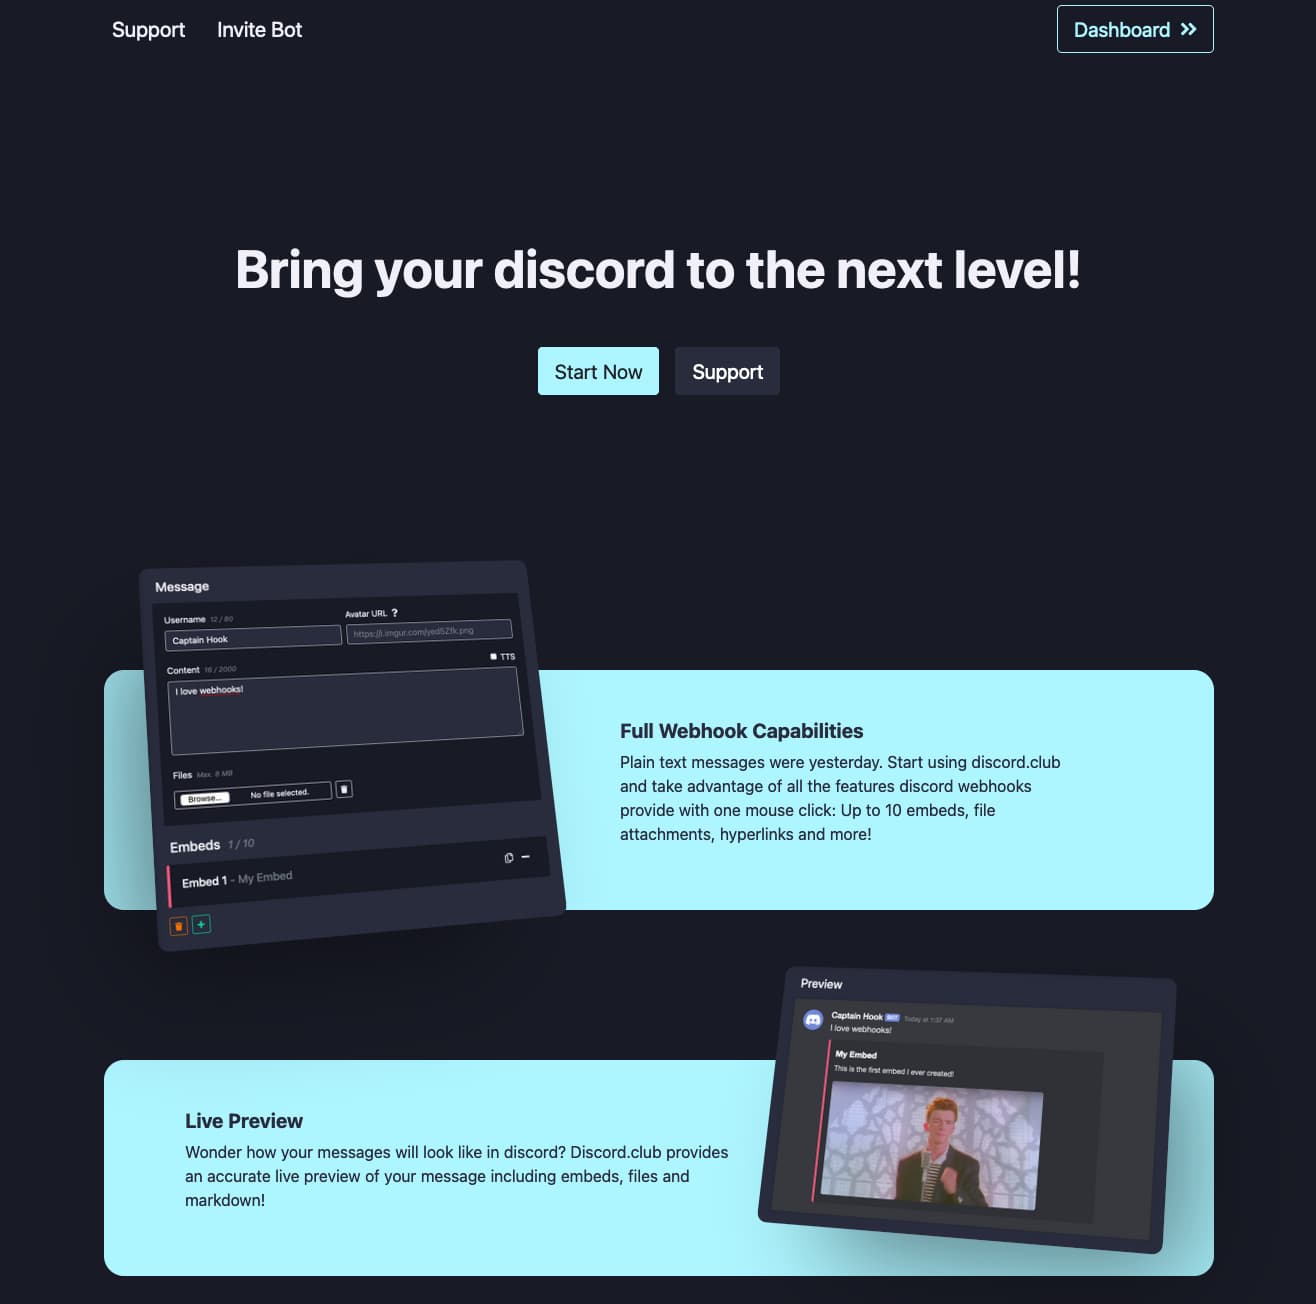 Support Invite Bot Dashboard
Bring your discord to the next level!
Start Now Support
Message
Username 12 / 80
Avatar URL ?
Captain Hook
https://i.imgur.com/yed5Zfk.png
Content 16 / 2000
TTS
I love webhooks!
Files Max. 8 MB
Browse... No file selected.
Embeds 1 / 10
Embed 1 - My Embed
Full Webhook Capabilities
Plain text messages were yesterday. Start using discord.club
and take advantage of all the features discord webhooks
provide with one mouse click: Up to 10 embeds, file
attachments, hyperlinks and more!
Live Preview
Wonder how your messages will look like in discord? Discord.club provides
an accurate live preview of your message including embeds, files and
markdown!
Preview
Captain Hook BOT Today at 1:37 AM
I love webhooks!
My Embed
This is the first embed I ever created!